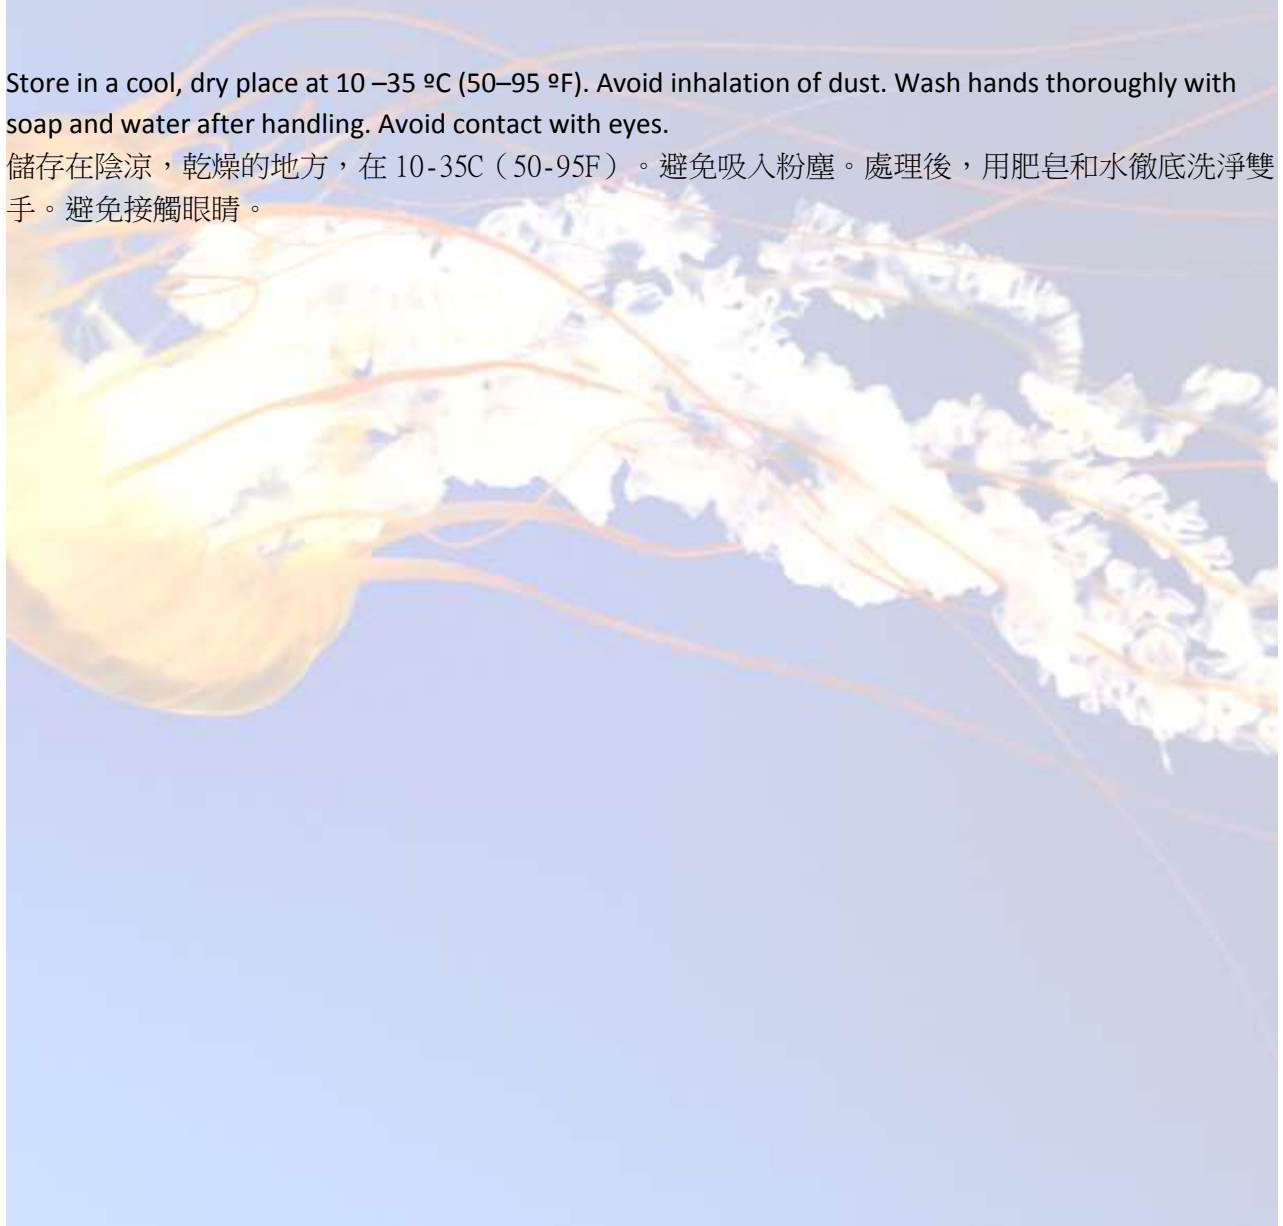 Store in a cool, dry place at 10 –35 ºC (50–95 ºF). Avoid inhalation of dust. Wash hands thoroughly with
soap and water after handling. Avoid contact with eyes.
儲存在陰涼，乾燥的地方，在 10-35C（50-95F）。避免吸入粉塵。處理後，用肥皂和水徹底洗淨雙
手。避免接觸眼睛。